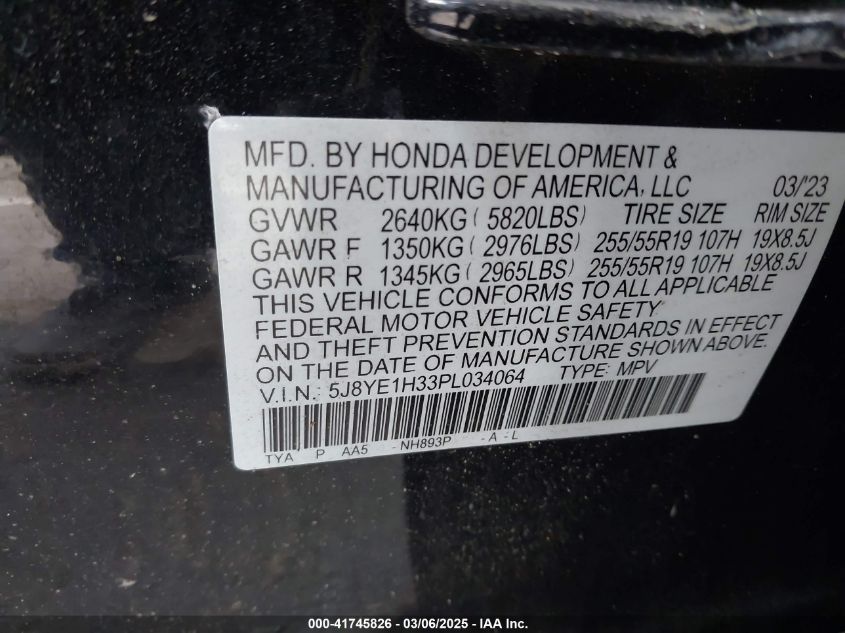 MFD. BY HONDA DEVELOPMENT &
MANUFACTURING OF AMERICA, LLC 03/'23
GVWR 2640KG ( 5820LBS) TIRE SIZE RIM SIZE
GAWR F 1350KG ( 2976LBS) 255/55R19 107H 19X8.5J
GAWR R 1345KG ( 2965LBS) 255/55R19 107H 19X8.5J
THIS VEHICLE CONFORMS TO ALL APPLICABLE
FEDERAL MOTOR VEHICLE SAFETY
AND THEFT PREVENTION STANDARDS IN EFFECT
ON THE DATE OF MANUFACTURE SHOWN ABOVE.
V.I.N.: 5J8YE1H33PL034064 TYPE: MPV
TYA P AA5 -NH893P -A -L
000-41745826 - 03/06/2025 - IAA Inc.